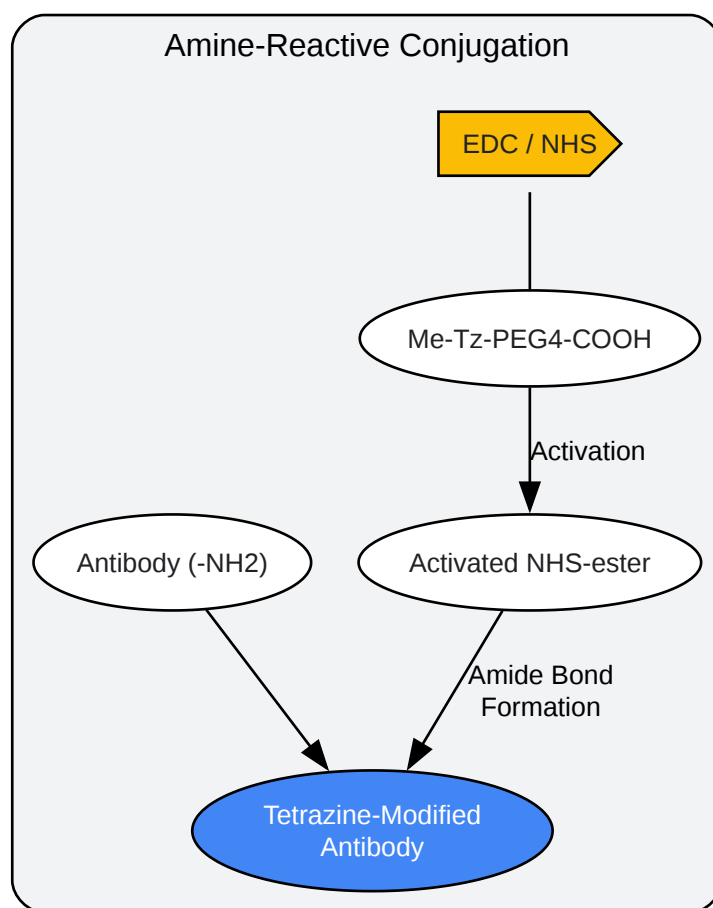 Amine-Reactive Conjugation
EDC / NHS
Me-Tz-PEG4-COOH
Activation
Antibody (-NH2)
Activated NHS-ester
Amide Bond
Formation
Tetrazine-Modified
Antibody